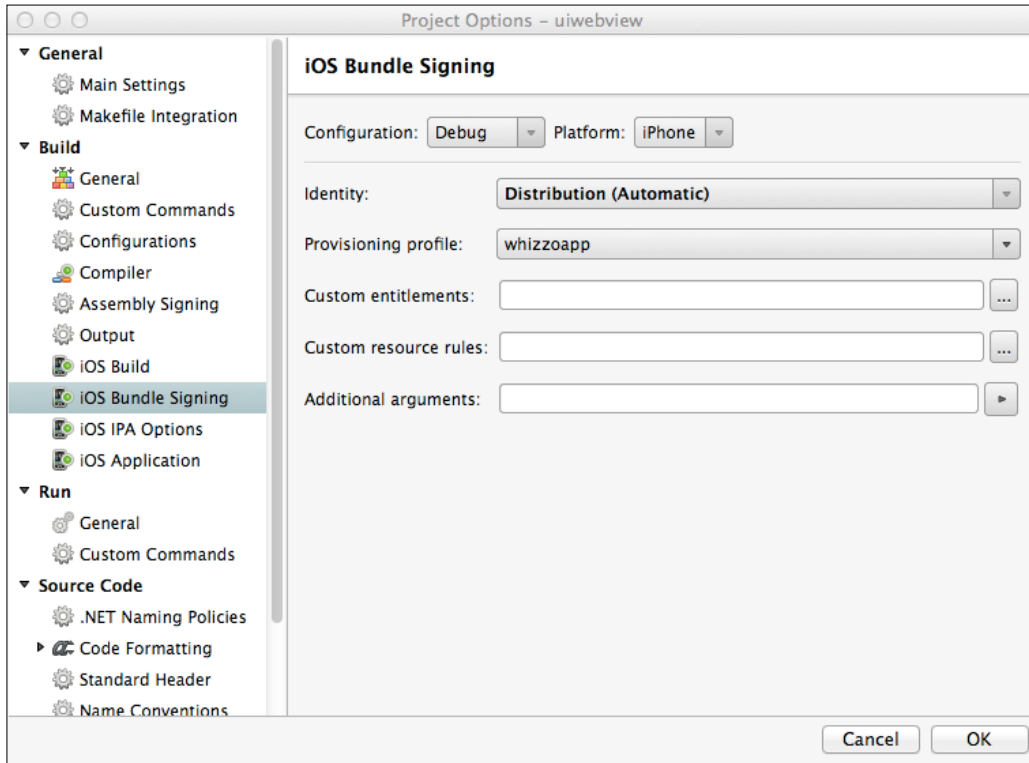 Project Options – uiwebview
General
Main Settings
Makefile Integration
Build
General
Custom Commands
Configurations
Compiler
Assembly Signing
Output
iOS Build
iOS Bundle Signing
iOS IPA Options
iOS Application
Run
General
Custom Commands
Source Code
.NET Naming Policies
Code Formatting
Standard Header
Name Conventions
iOS Bundle Signing
Configuration: Debug Platform: iPhone
Identity: Distribution (Automatic)
Provisioning profile: whizzoapp
Custom entitlements: ...
Custom resource rules: ...
Additional arguments:
Cancel OK